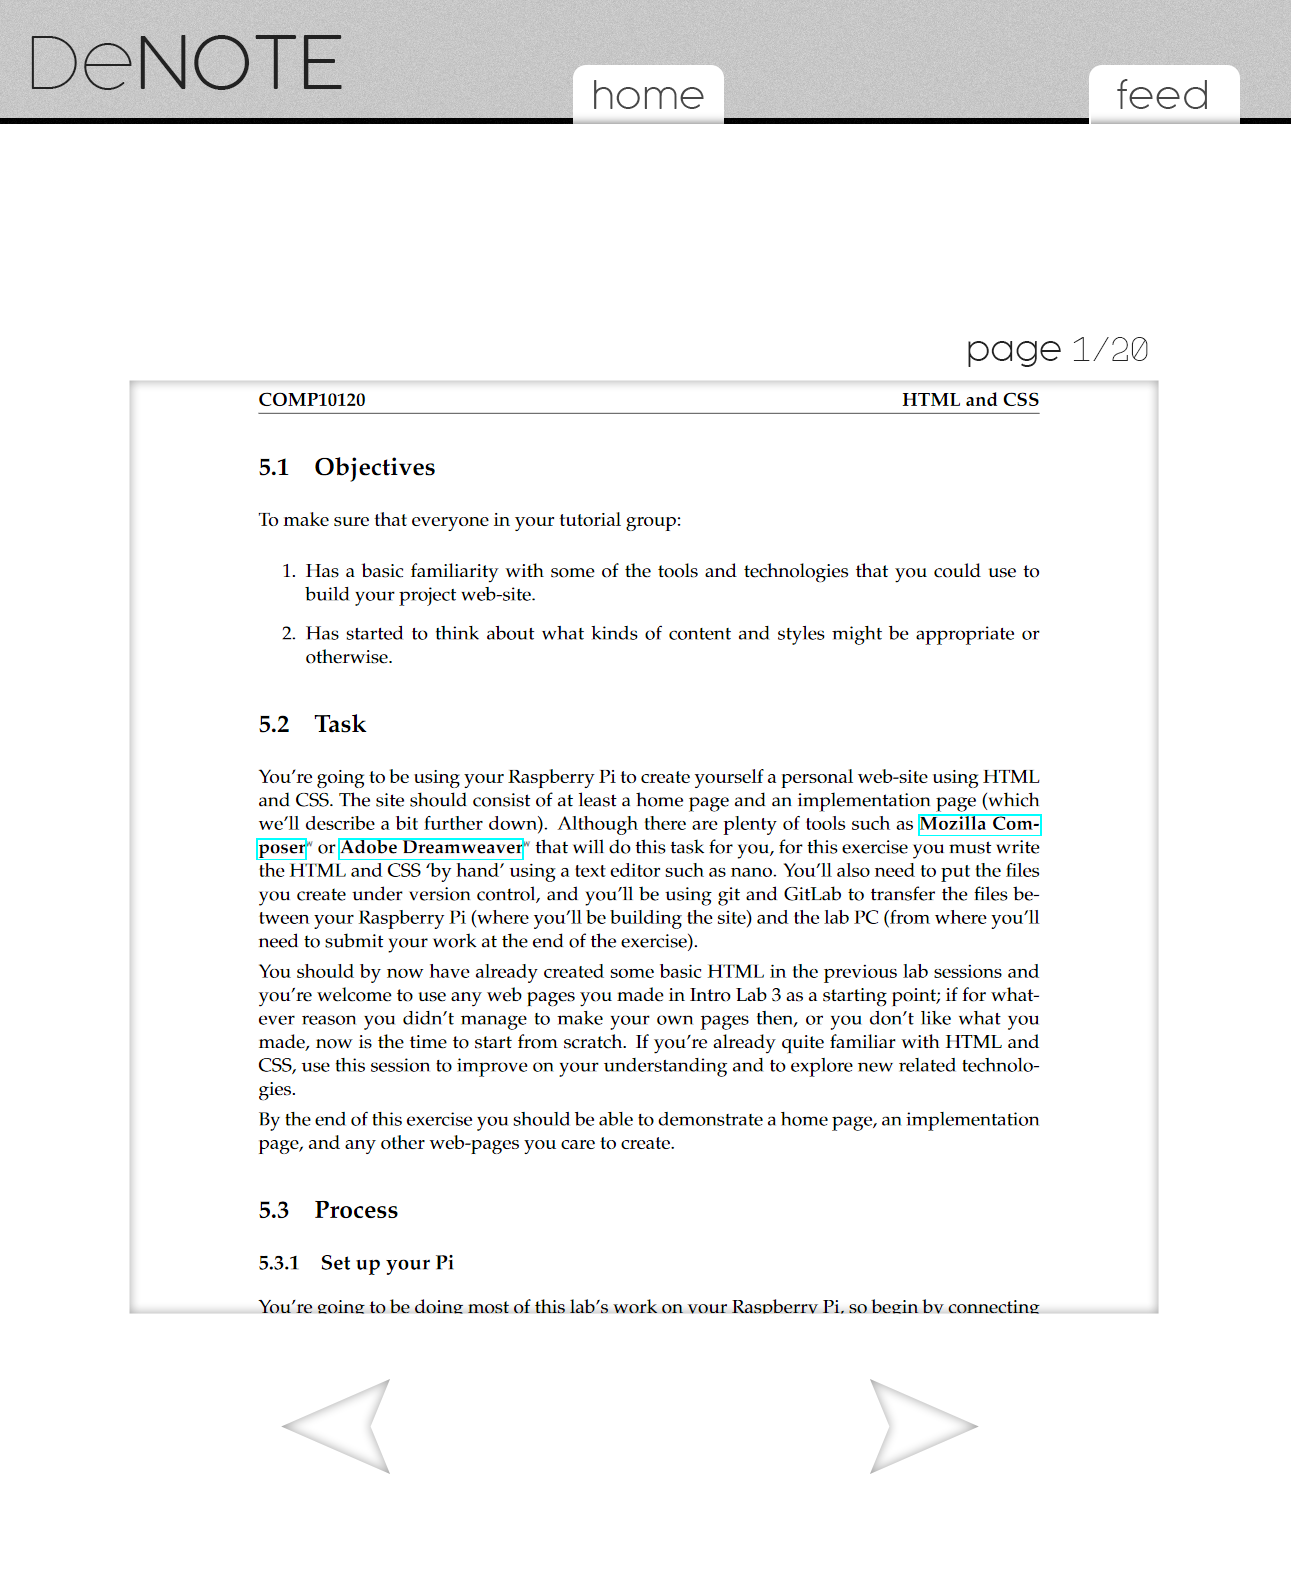 DeNOTE
home
feed
page 1/20
COMP10120 HTML and CSS
5.1 Objectives
To make sure that everyone in your tutorial group:
1. Has a basic familiarity with some of the tools and technologies that you could use to
build your project web-site.
2. Has started to think about what kinds of content and styles might be appropriate or
otherwise.
5.2 Task
You're going to be using your Raspberry Pi to create yourself a personal web-site using HTML
and CSS. The site should consist of at least a home page and an implementation page (which
we'll describe a bit further down). Although there are plenty of tools such as Mozilla Com-
poser w or Adobe Dreamweaver w that will do this task for you, for this exercise you must write
the HTML and CSS 'by hand' using a text editor such as nano. You'll also need to put the files
you create under version control, and you'll be using git and GitLab to transfer the files be-
tween your Raspberry Pi (where you'll be building the site) and the lab PC (from where you'll
need to submit your work at the end of the exercise).
You should by now have already created some basic HTML in the previous lab sessions and
you're welcome to use any web pages you made in Intro Lab 3 as a starting point; if for what-
ever reason you didn't manage to make your own pages then, or you don't like what you
made, now is the time to start from scratch. If you're already quite familiar with HTML and
CSS, use this session to improve on your understanding and to explore new related technolo-
gies.
By the end of this exercise you should be able to demonstrate a home page, an implementation
page, and any other web-pages you care to create.
5.3 Process
5.3.1 Set up your Pi
You're going to be doing most of this lab's work on your Raspberry Pi, so begin by connecting